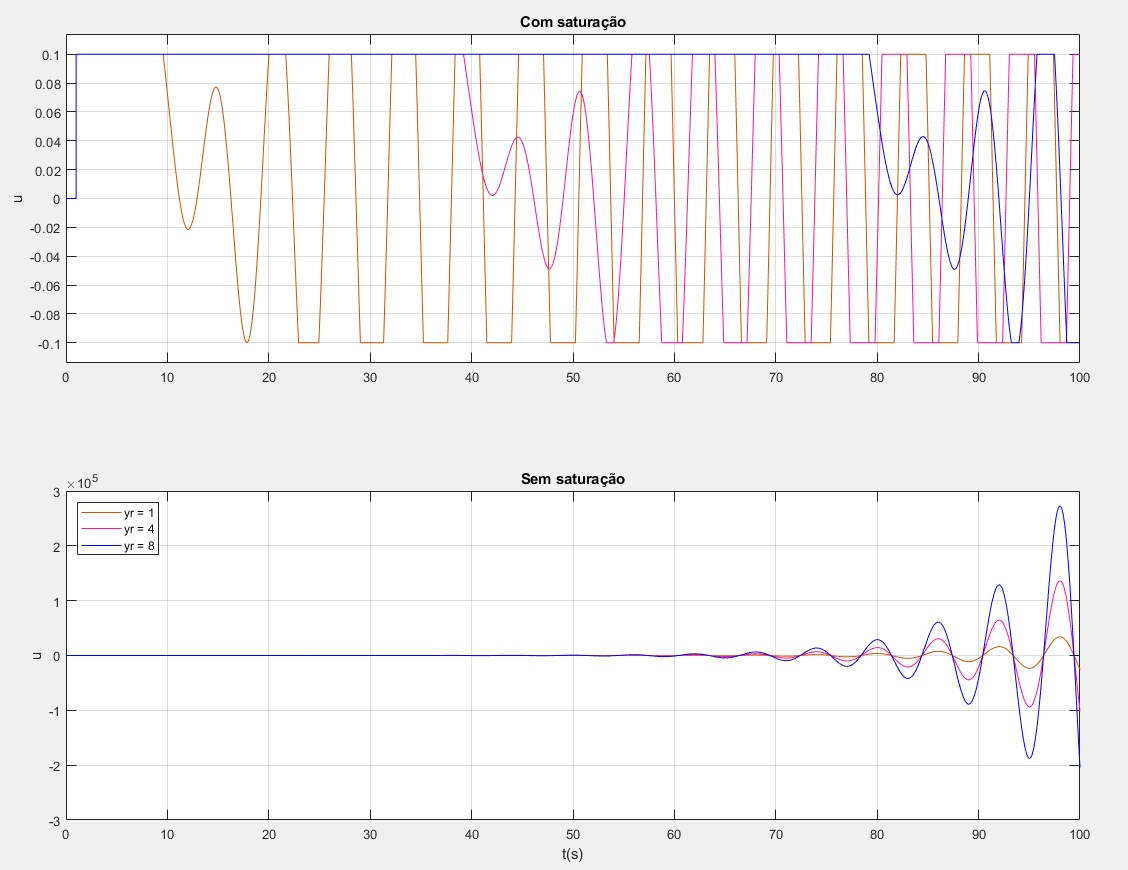 Com saturação
0.1
0.08
0.06
0.04
0.02
0
-0.02
-0.04
-0.06
-0.08
-0.1
u
0 10 20 30 40 50 60 70 80 90 100
Sem saturação
×10⁵
3
2
1
0
-1
-2
-3
u
yr = 1
yr = 4
yr = 8
0 10 20 30 40 50 60 70 80 90 100
t(s)